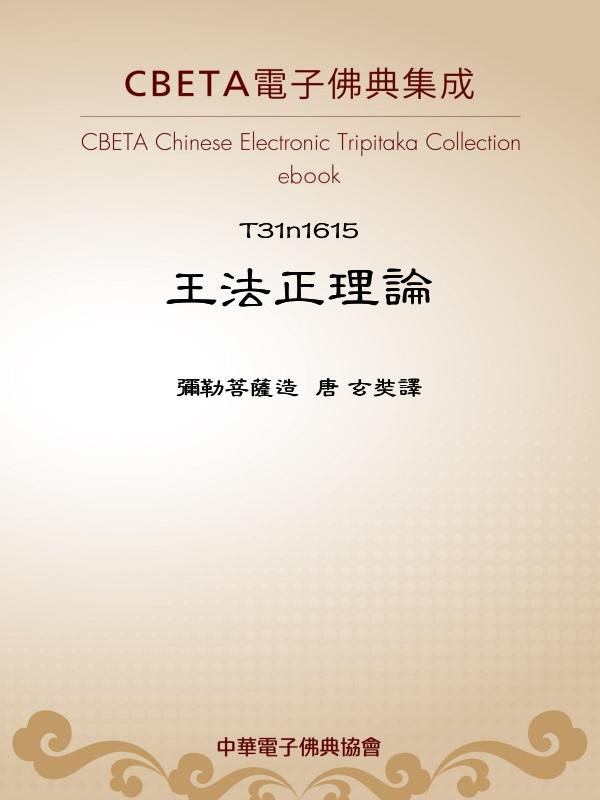 CBETA電子佛典集成
CBETA Chinese Electronic Tripitaka Collection
ebook
T31n1615
王法正理論
彌勒菩薩造 唐 玄奘譯
中華電子佛典協會